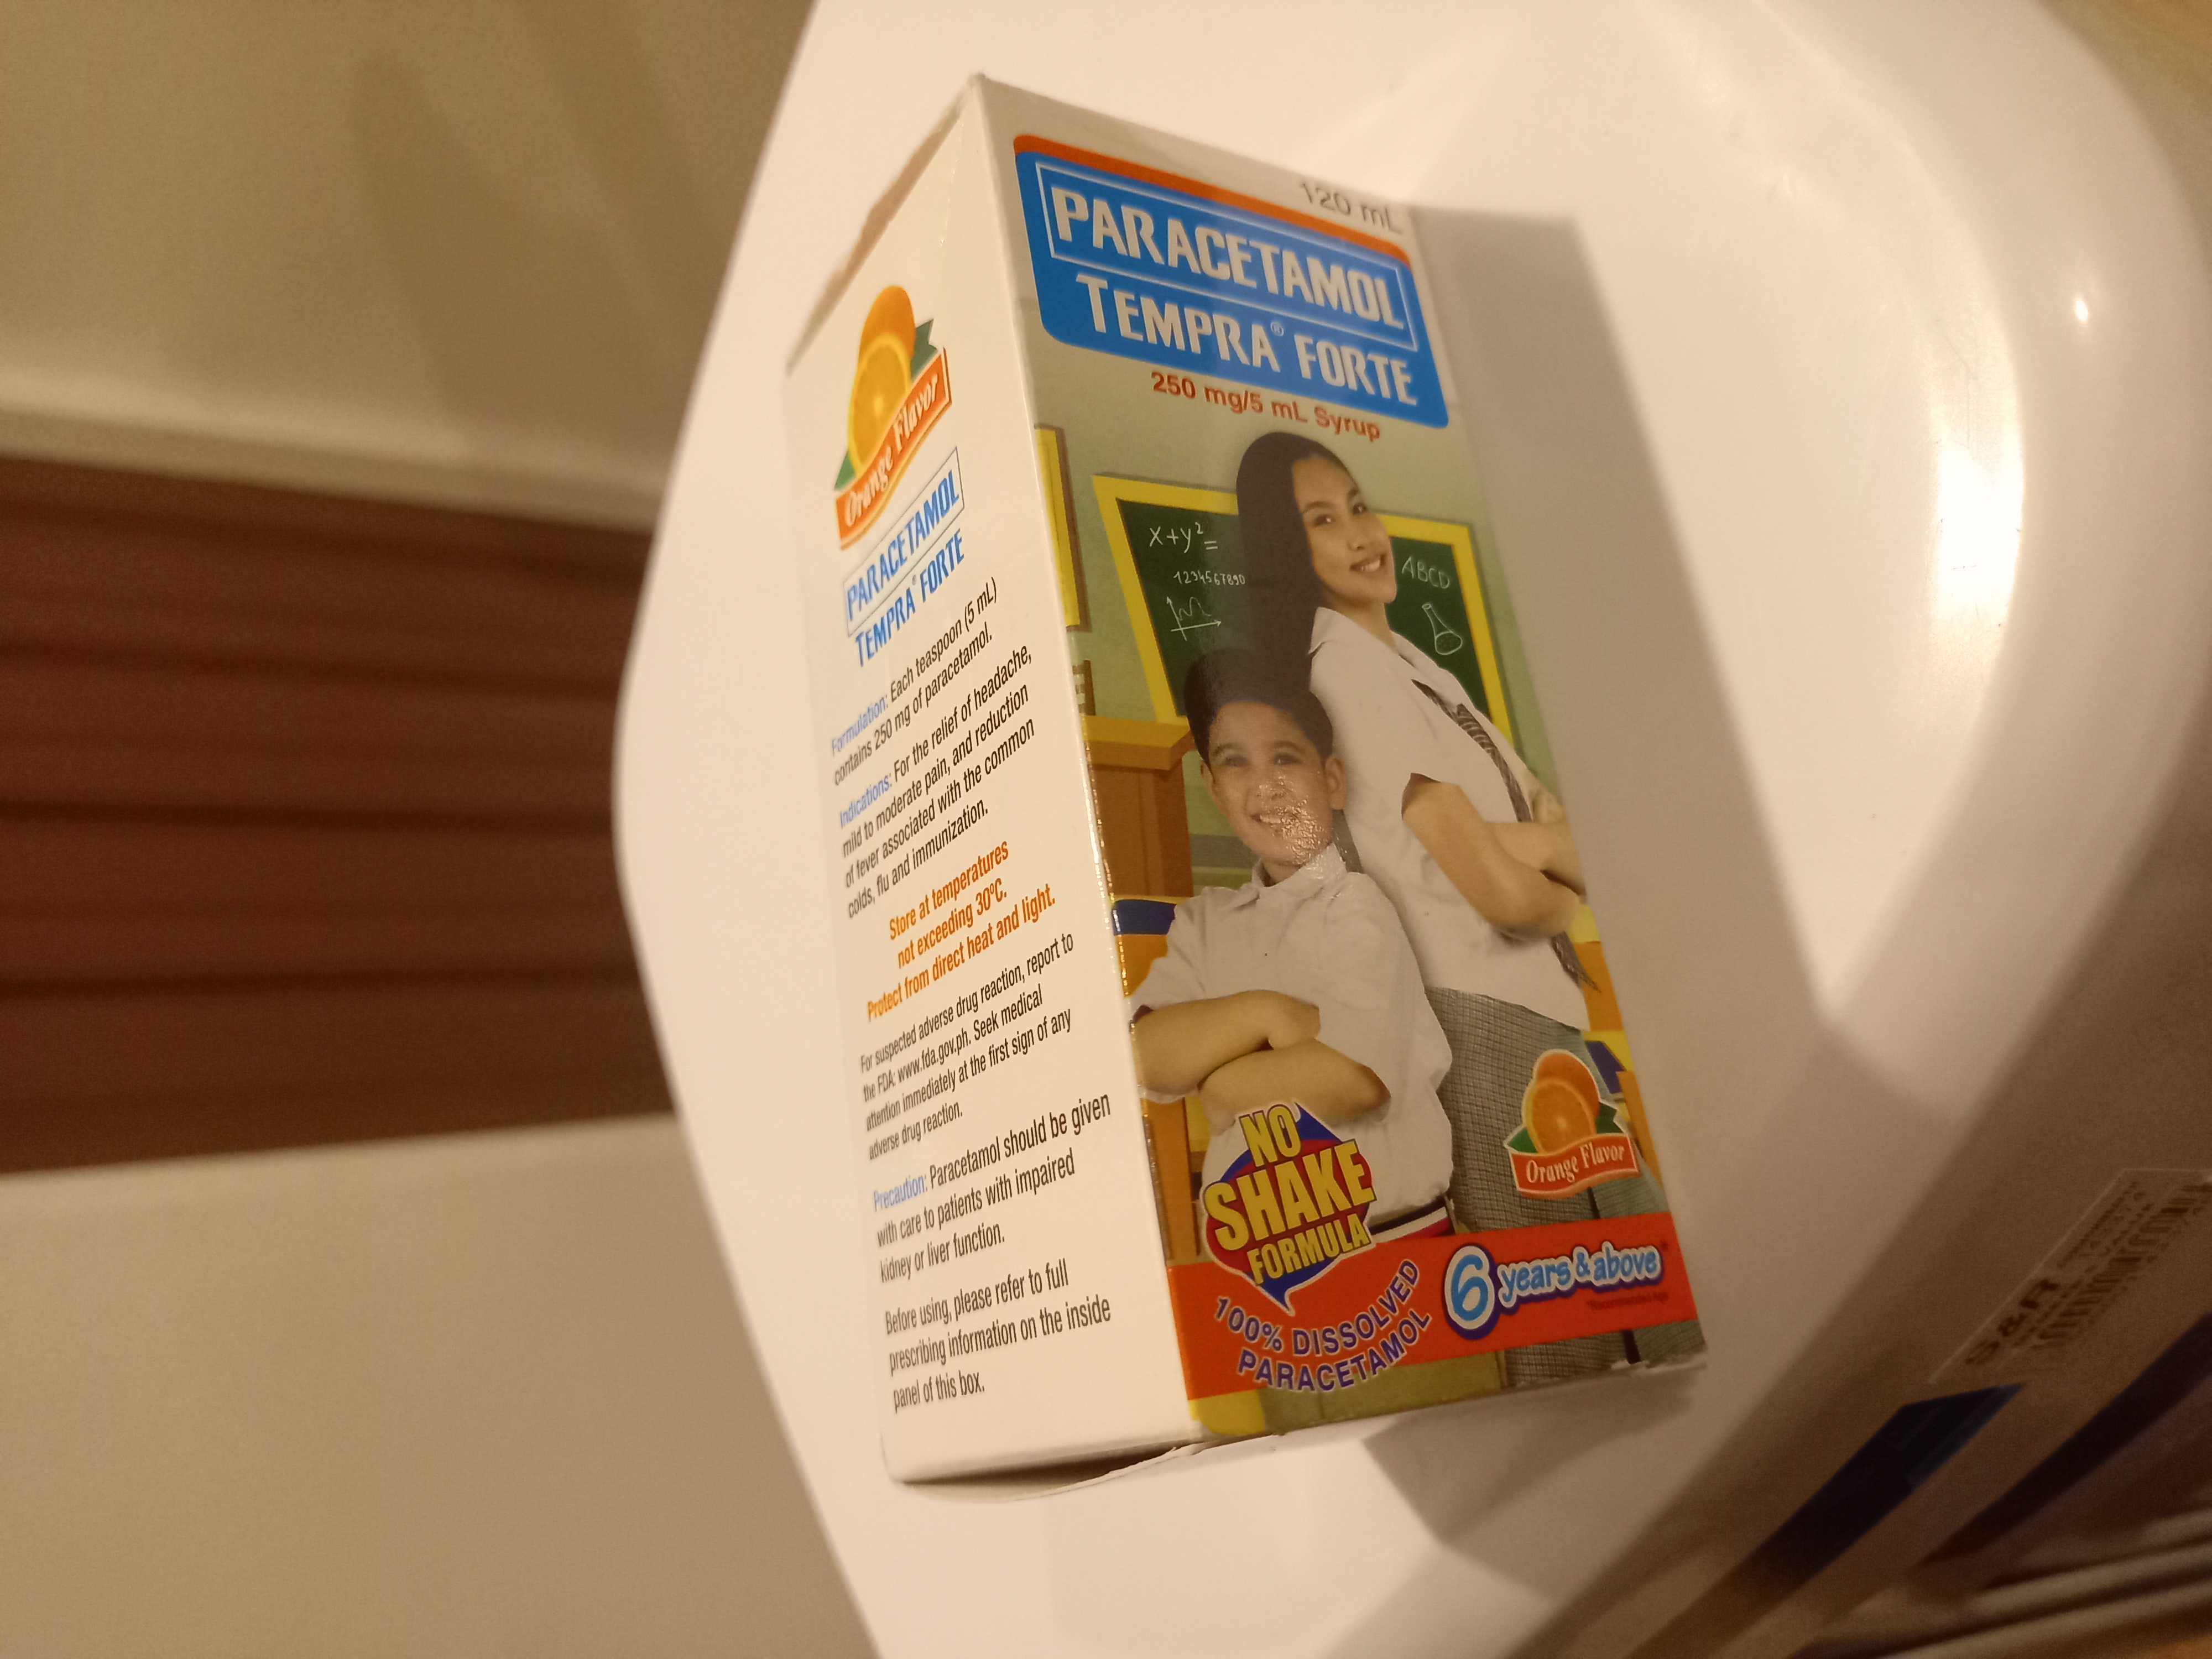 120 mL
PARACETAMOL
TEMPRA® FORTE
250 mg/5 mL Syrup
x+y²=
1234567890
ABCD
NO
SHAKE
FORMULA
100% DISSOLVED
PARACETAMOL
6 years & above*
Orange Flavor
Orange Flavor
PARACETAMOL
TEMPRA® FORTE
Formulation: Each teaspoon (5 mL)
contains 250 mg of paracetamol.
Indications: For the relief of headache,
mild to moderate pain, and reduction
of fever associated with the common
colds, flu and immunization.
Store at temperatures
not exceeding 30ºC.
Protect from direct heat and light.
For suspected adverse drug reaction, report to
the FDA www.fda.gov.ph. Seek medical
attention immediately at the first sign of any
adverse drug reaction.
Precaution: Paracetamol should be given
with care to patients with impaired
kidney or liver function.
Before using, please refer to full
prescribing information on the inside
panel of this box.
S&R